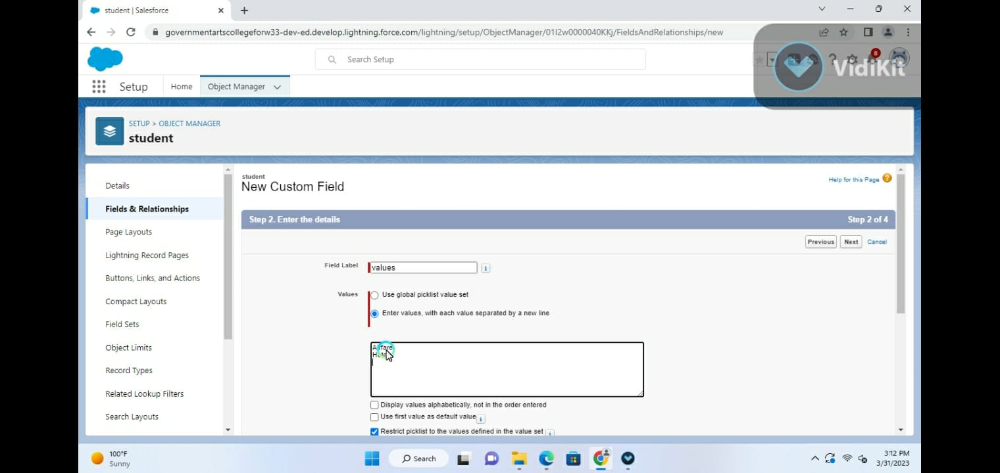 student | Salesforce
governmentartscollegeforw33-dev-ed.develop.lightning.force.com/lightning/setup/ObjectManager/01I2w0000040KKj/FieldsAndRelationships/new
Search Setup
8
VidiKit
Setup
Home
Object Manager
SETUP > OBJECT MANAGER
student
Details
Fields & Relationships
Page Layouts
Lightning Record Pages
Buttons, Links, and Actions
Compact Layouts
Field Sets
Object Limits
Record Types
Related Lookup Filters
Search Layouts
student
New Custom Field
Help for this Page
Step 2. Enter the details
Step 2 of 4
Previous
Next
Cancel
Field Label
values
Values
Use global picklist value set
Enter values, with each value separated by a new line
Airfare
Display values alphabetically, not in the order entered
Use first value as default value
Restrict picklist to the values defined in the value set
100°F
Sunny
Search
3:12 PM
3/31/2023